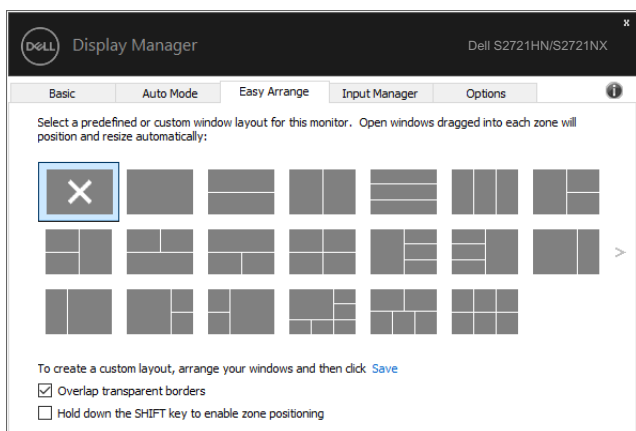 x
DELL Display Manager Dell S2721HN/S2721NX
Basic Auto Mode Easy Arrange Input Manager Options
Select a predefined or custom window layout for this monitor. Open windows dragged into each zone will
position and resize automatically:
>
To create a custom layout, arrange your windows and then click Save
Overlap transparent borders
Hold down the SHIFT key to enable zone positioning